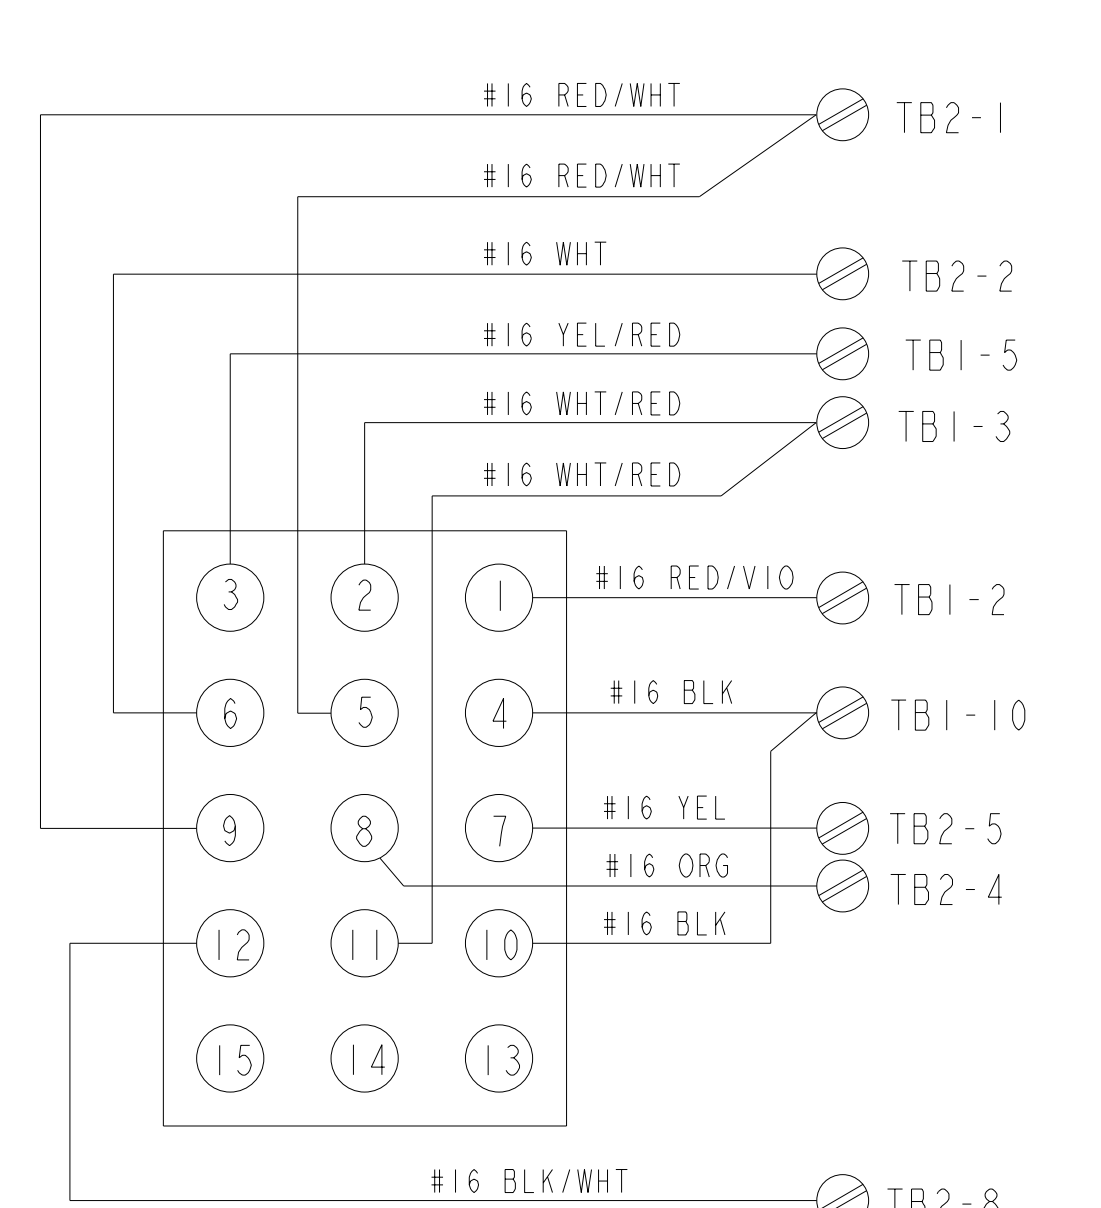 #16 RED/WHT
TB2-1
#16 RED/WHT
#16 WHT
TB2-2
#16 YEL/RED
TB1-5
#16 WHT/RED
TB1-3
#16 WHT/RED
3 2 1
#16 RED/VIO
TB1-2
6 5 4
#16 BLK
TB1-10
9 8 7
#16 YEL
TB2-5
#16 ORG
TB2-4
12 11 10
#16 BLK
15 14 13
#16 BLK/WHT
TB2-8